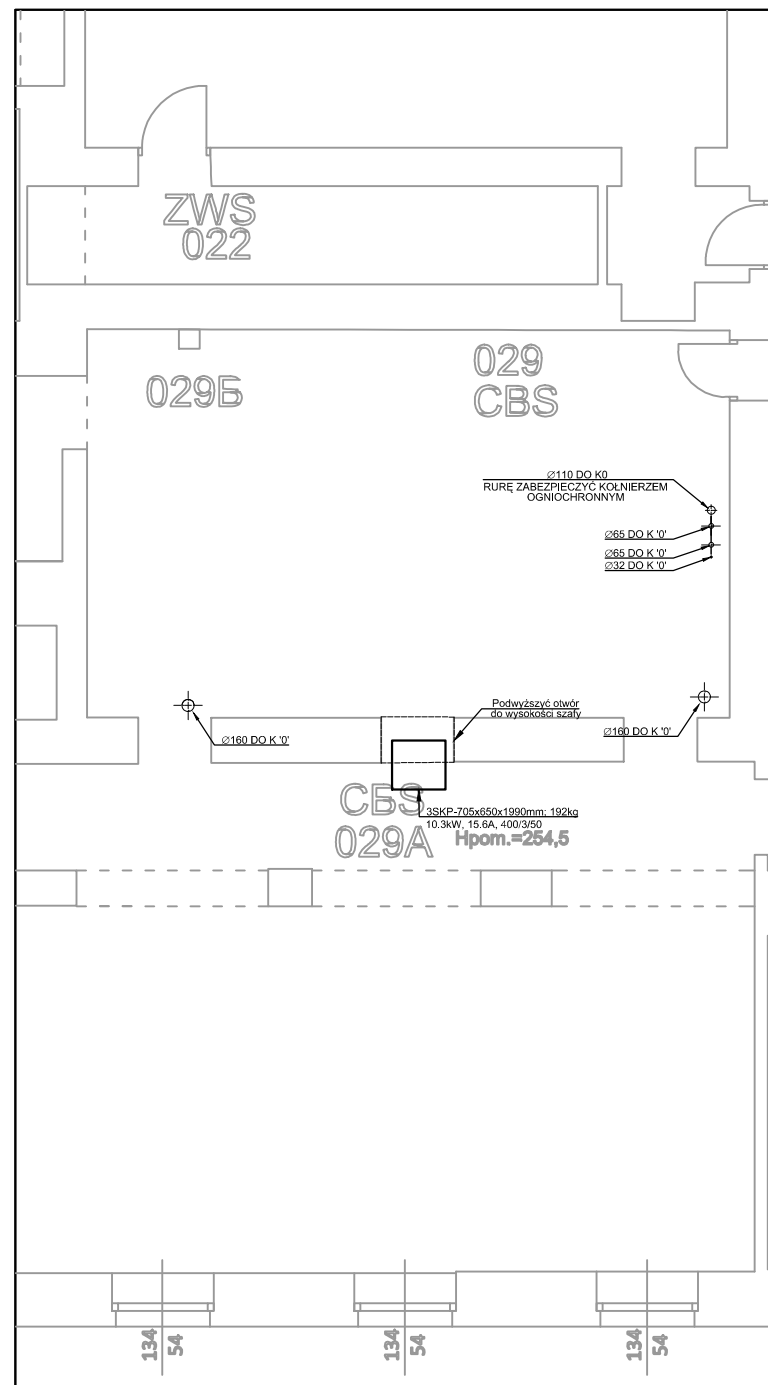 ZWS
022
029Б
029
CBS
∅110 DO K0
RURĘ ZABEZPIECZYĆ KOŁNIERZEM
OGNIOCHRONNYM
∅65 DO K '0'
∅65 DO K '0'
∅32 DO K '0'
Podwyższyć otwór
do wysokości szafy
∅160 DO K '0'
∅160 DO K '0'
СБS
029A
3SKP-705x650x1990mm; 192kg
10.3kW, 15.6A, 400/3/50
Hpom.=254,5
134
54
134
54
134
54